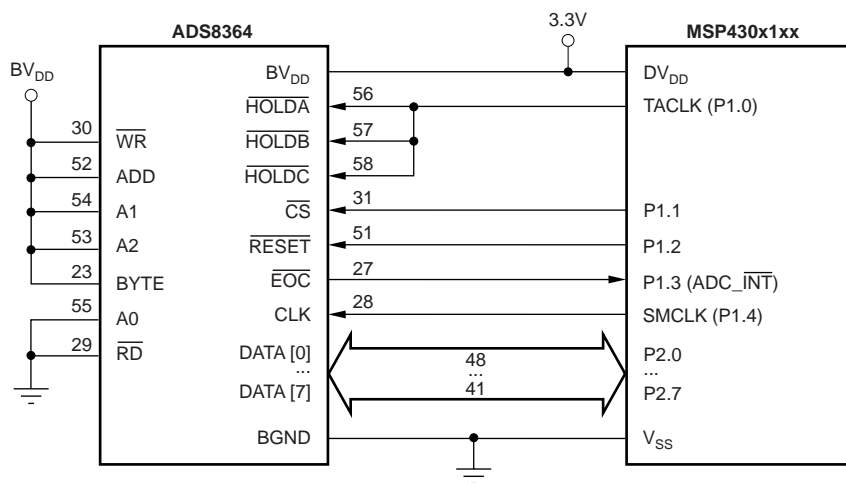 ADS8364
MSP430x1xx
3.3V
BVDD
BVDD
DVDD
HOLDA
56
TACLK (P1.0)
30
WR
HOLDB
57
52
ADD
HOLDC
58
54
A1
CS
31
P1.1
53
A2
RESET
51
P1.2
23
BYTE
EOC
27
P1.3 (ADC_INT)
55
A0
CLK
28
SMCLK (P1.4)
29
RD
DATA [0]
48
P2.0
...
...
...
DATA [7]
41
P2.7
BGND
VSS